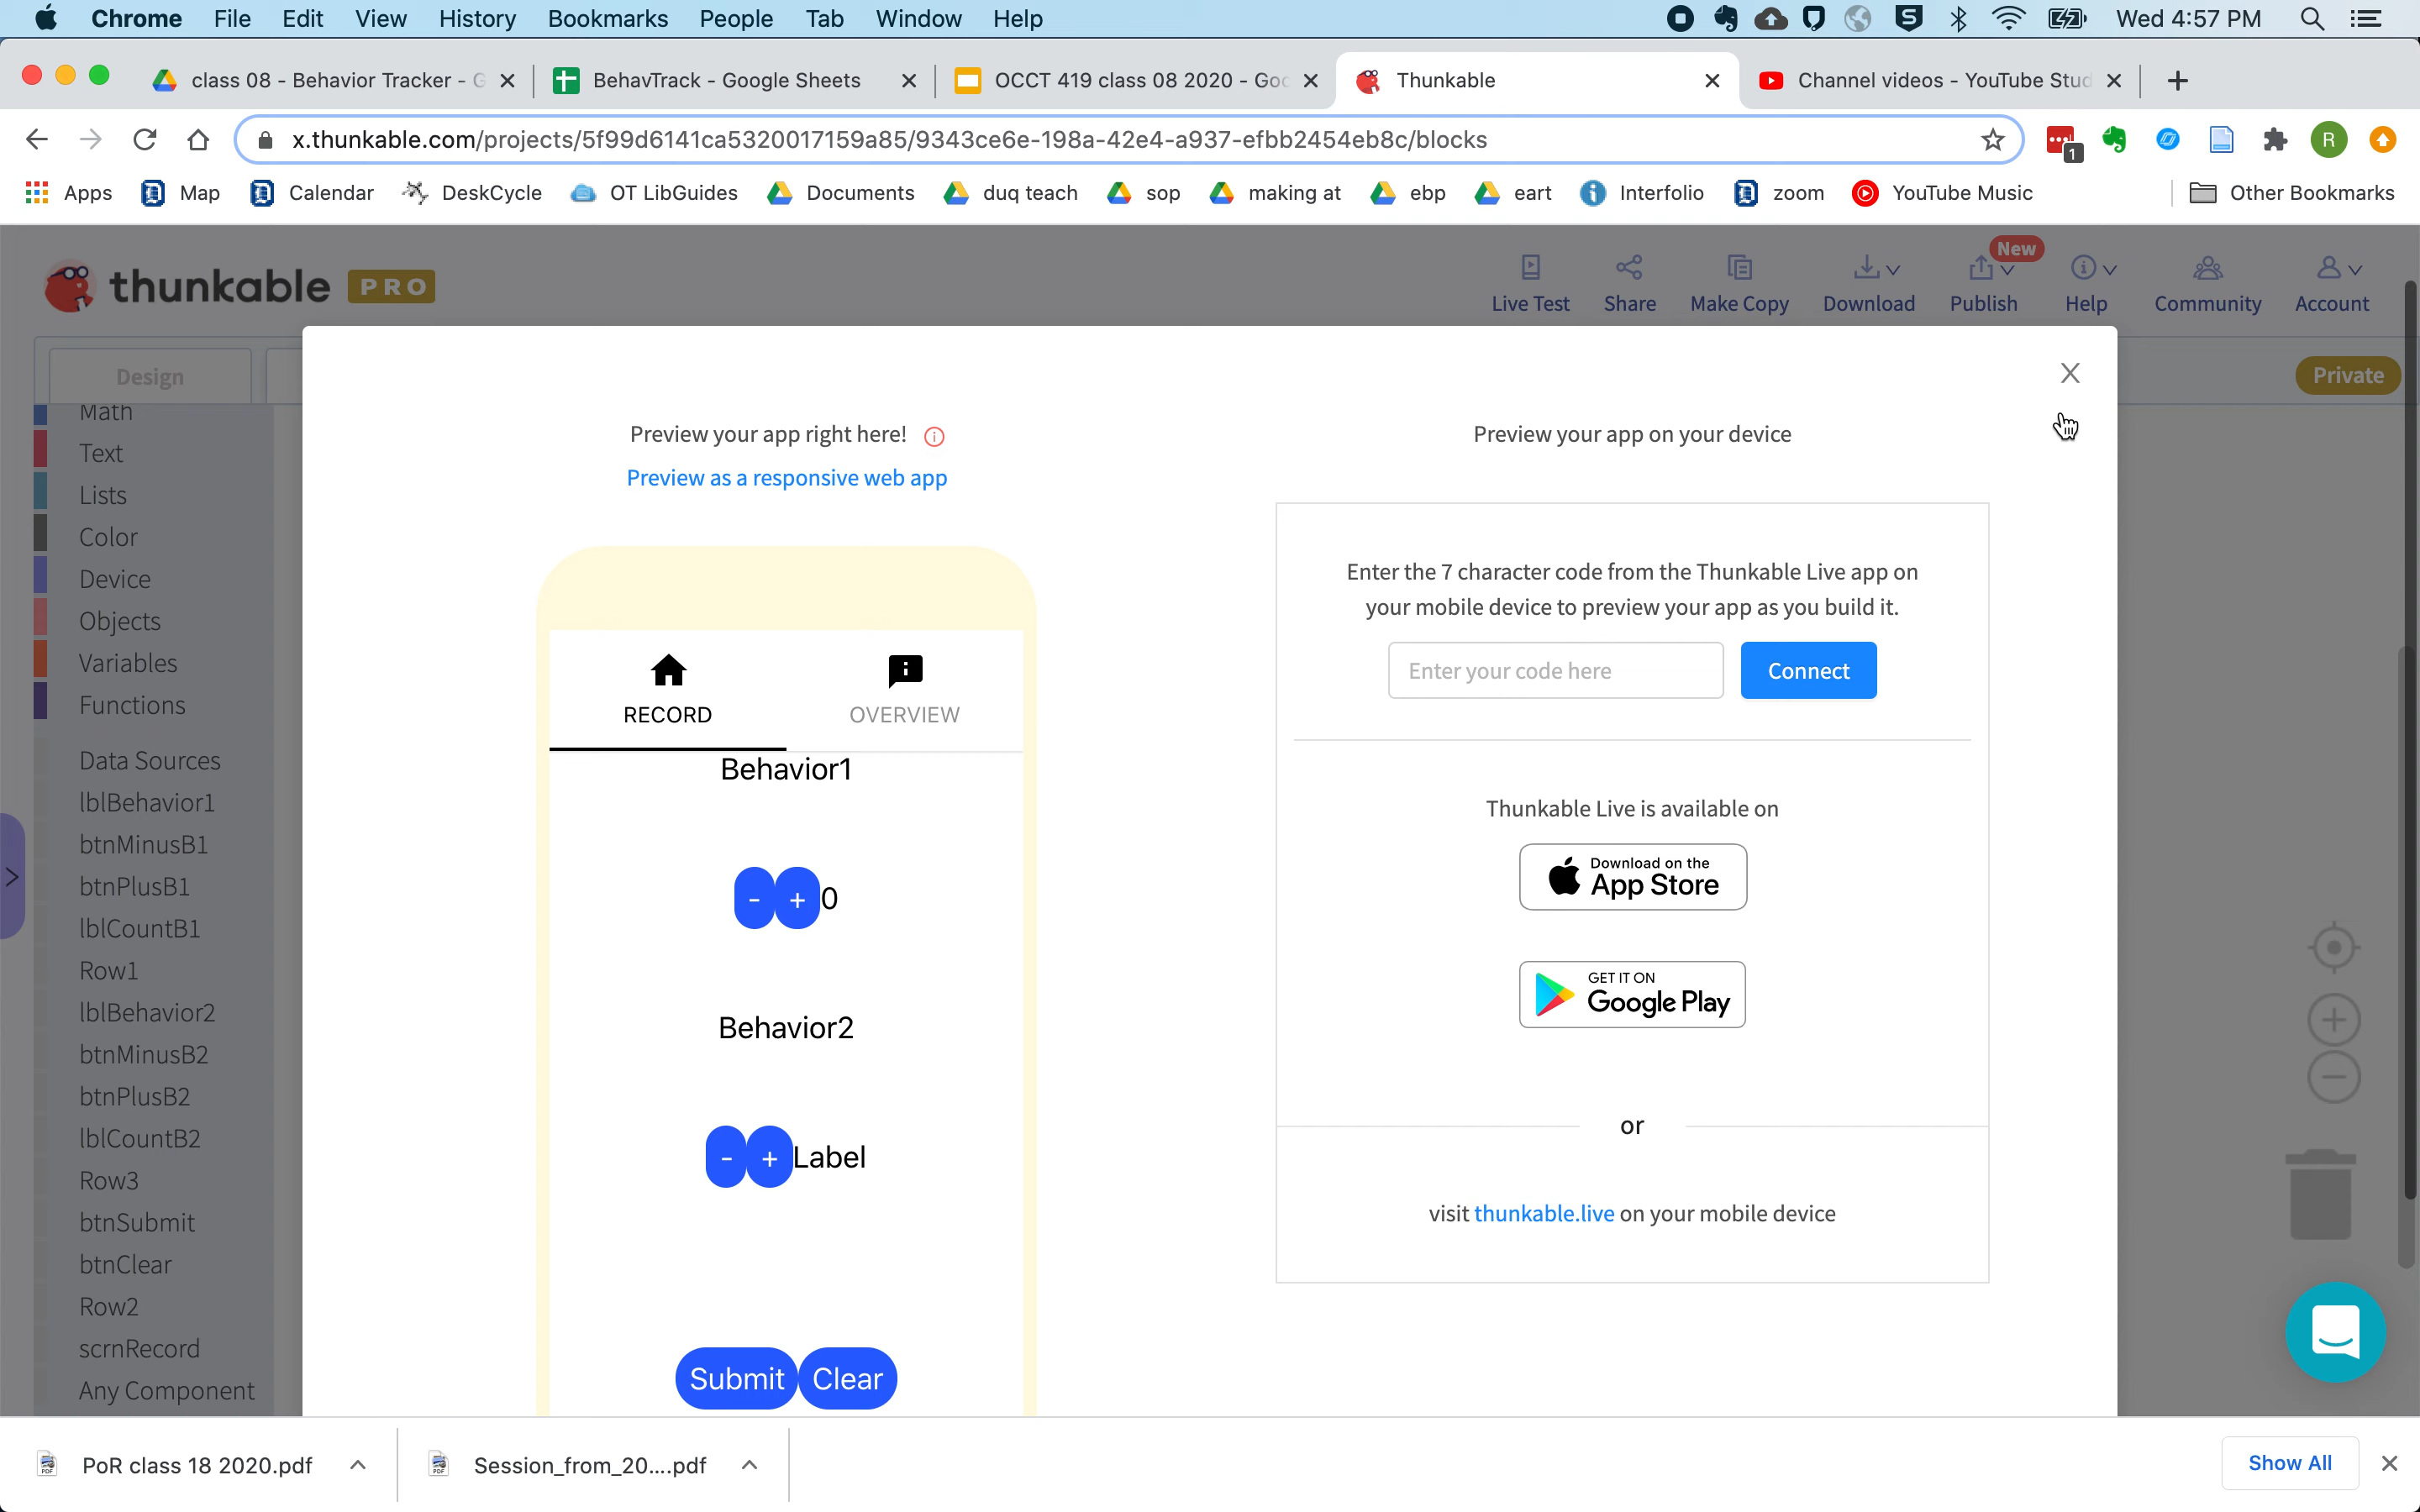 Chrome File Edit View History Bookmarks People Tab Window Help Wed 4:57 PM
class 08 - Behavior Tracker - G
BehavTrack - Google Sheets
OCCT 419 class 08 2020 - Goo
Thunkable
Channel videos - YouTube Stud
x.thunkable.com/projects/5f99d6141ca5320017159a85/9343ce6e-198a-42e4-a937-efbb2454eb8c/blocks
1
R
Apps Map Calendar DeskCycle OT LibGuides Documents duq teach sop making at ebp eart Interfolio zoom YouTube Music Other Bookmarks
thunkable PRO
New
Live Test Share Make Copy Download Publish Help Community Account
Design
Private
Math
Text
Lists
Color
Device
Objects
Variables
Functions
Data Sources
lblBehavior1
btnMinusB1
btnPlusB1
lblCountB1
Row1
lblBehavior2
btnMinusB2
btnPlusB2
lblCountB2
Row3
btnSubmit
btnClear
Row2
scrnRecord
Any Component
X
Preview your app right here!
Preview as a responsive web app
RECORD OVERVIEW
Behavior1
- + 0
Behavior2
- + Label
Submit Clear
Preview your app on your device
Enter the 7 character code from the Thunkable Live app on
your mobile device to preview your app as you build it.
Enter your code here
Connect
Thunkable Live is available on
Download on the
App Store
GET IT ON
Google Play
or
visit thunkable.live on your mobile device
PDF PoR class 18 2020.pdf
PDF Session_from_20....pdf
Show All